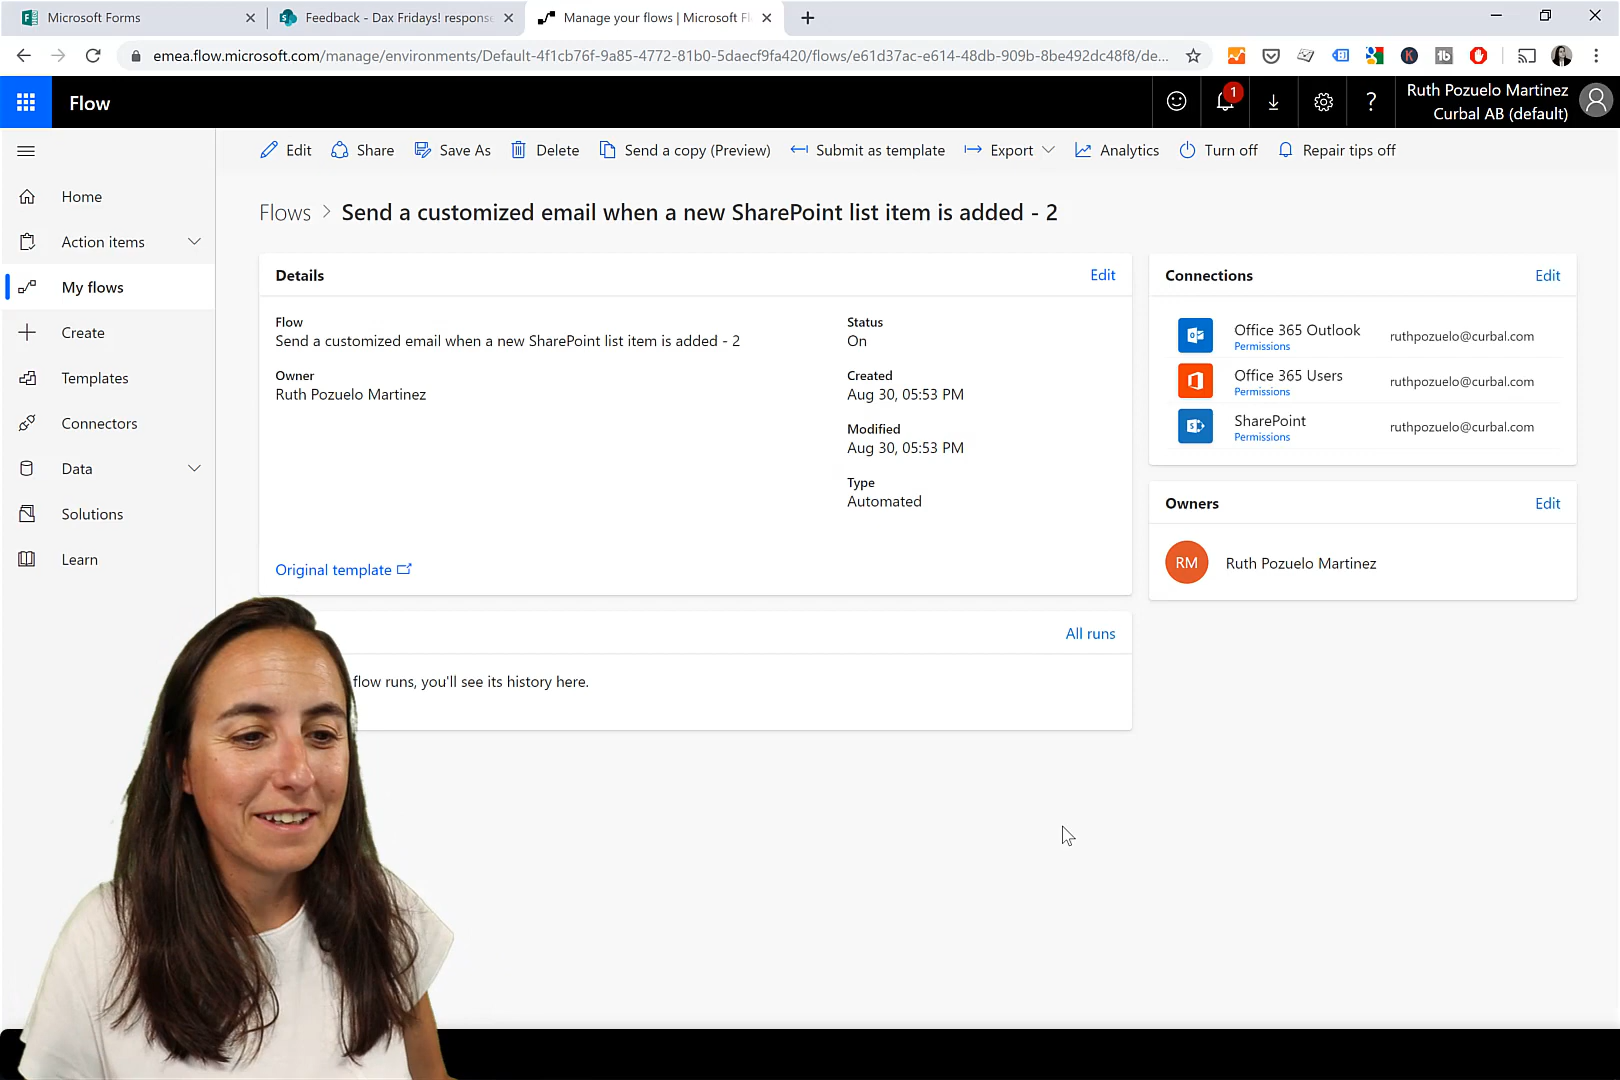 Microsoft Forms
Feedback - Dax Fridays! response
Manage your flows | Microsoft Fl
emea.flow.microsoft.com/manage/environments/Default-4f1cb76f-9a85-4772-81b0-5daecf9fa420/flows/e61d37ac-e614-48db-909b-8be492dc48f8/de...
Flow
1
?
Ruth Pozuelo Martinez
Curbal AB (default)
Edit
Share
Save As
Delete
Send a copy (Preview)
Submit as template
Export
Analytics
Turn off
Repair tips off
Home
Action items
My flows
Create
Templates
Connectors
Data
Solutions
Learn
Flows > Send a customized email when a new SharePoint list item is added - 2
Details
Edit
Flow
Send a customized email when a new SharePoint list item is added - 2
Owner
Ruth Pozuelo Martinez
Status
On
Created
Aug 30, 05:53 PM
Modified
Aug 30, 05:53 PM
Type
Automated
Original template
All runs
flow runs, you'll see its history here.
Connections
Edit
Office 365 Outlook
Permissions
ruthpozuelo@curbal.com
Office 365 Users
Permissions
ruthpozuelo@curbal.com
SharePoint
Permissions
ruthpozuelo@curbal.com
Owners
Edit
RM
Ruth Pozuelo Martinez